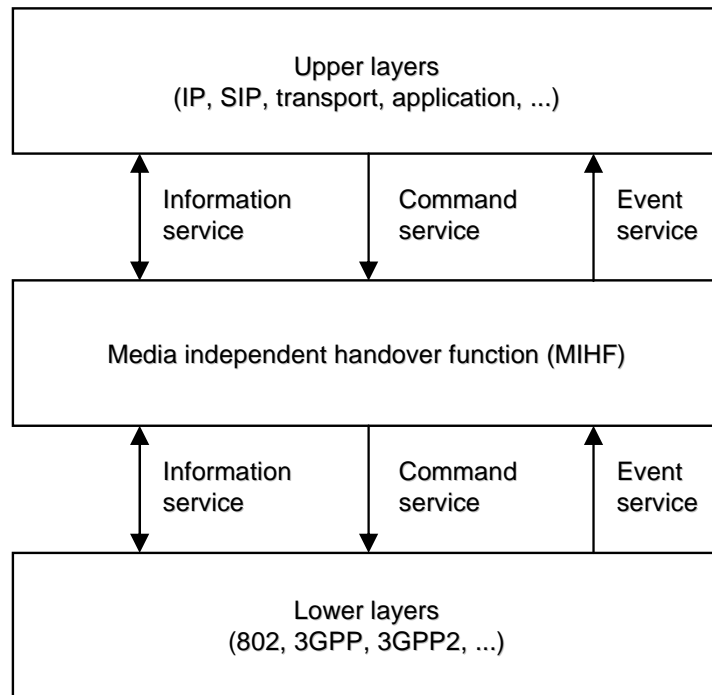 Upper layers
(IP, SIP, transport, application, ...)
Information
service
Command
service
Event
service
Media independent handover function (MIHF)
Information
service
Command
service
Event
service
Lower layers
(802, 3GPP, 3GPP2, ...)